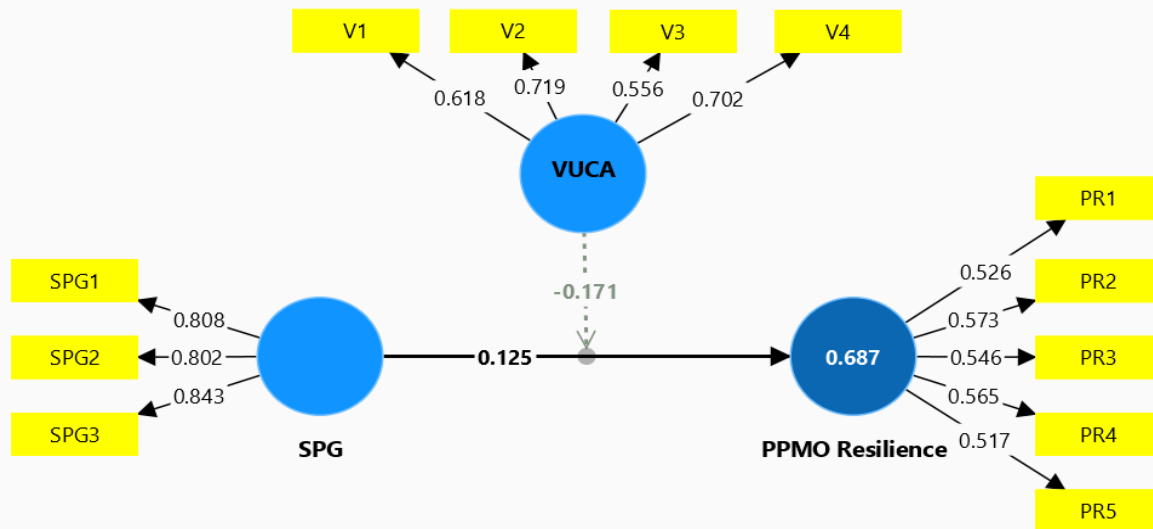 V1
V2
V3
V4
0.618
0.719
0.556
0.702
VUCA
-0.171
SPG1
SPG2
SPG3
0.808
0.802
0.843
SPG
0.125
0.687
PPMO Resilience
0.526
0.573
0.546
0.565
0.517
PR1
PR2
PR3
PR4
PR5